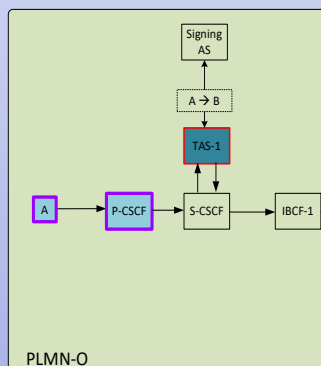 Signing
AS
A → B
TAS-1
A
P-CSCF
S-CSCF
IBCF-1
PLMN-O